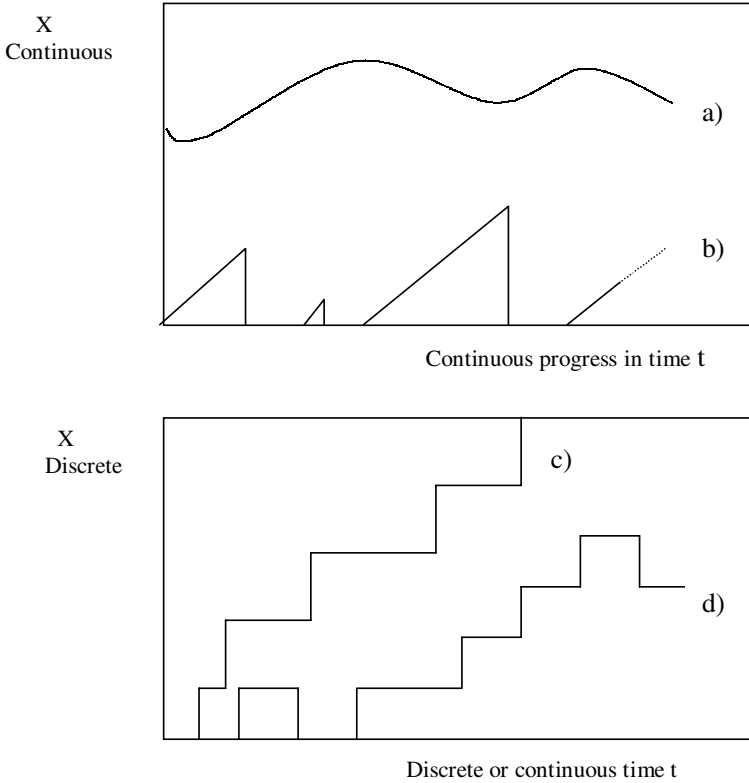 X
Continuous
a)
b)
Continuous progress in time t
X
Discrete
c)
d)
Discrete or continuous time t